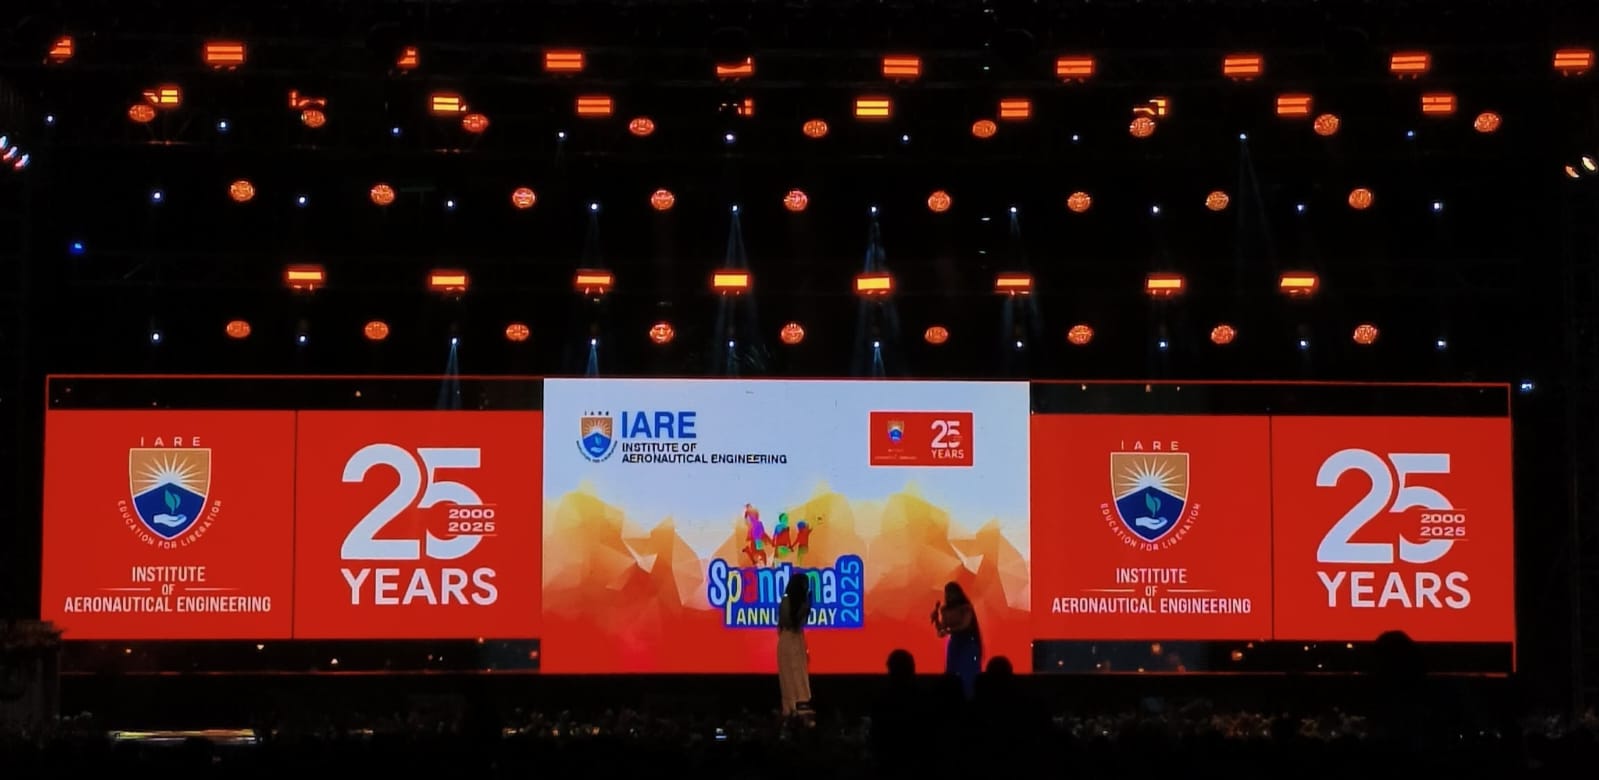 IARE
EDUCATION FOR LIBERATION
INSTITUTE
OF
AERONAUTICAL ENGINEERING
25
2000
2025
YEARS
IARE
IARE
INSTITUTE OF
AERONAUTICAL ENGINEERING
25
YEARS
2025
DAY
IARE
EDUCATION FOR LIBERATION
INSTITUTE
OF
AERONAUTICAL ENGINEERING
25
2000
2025
YEARS